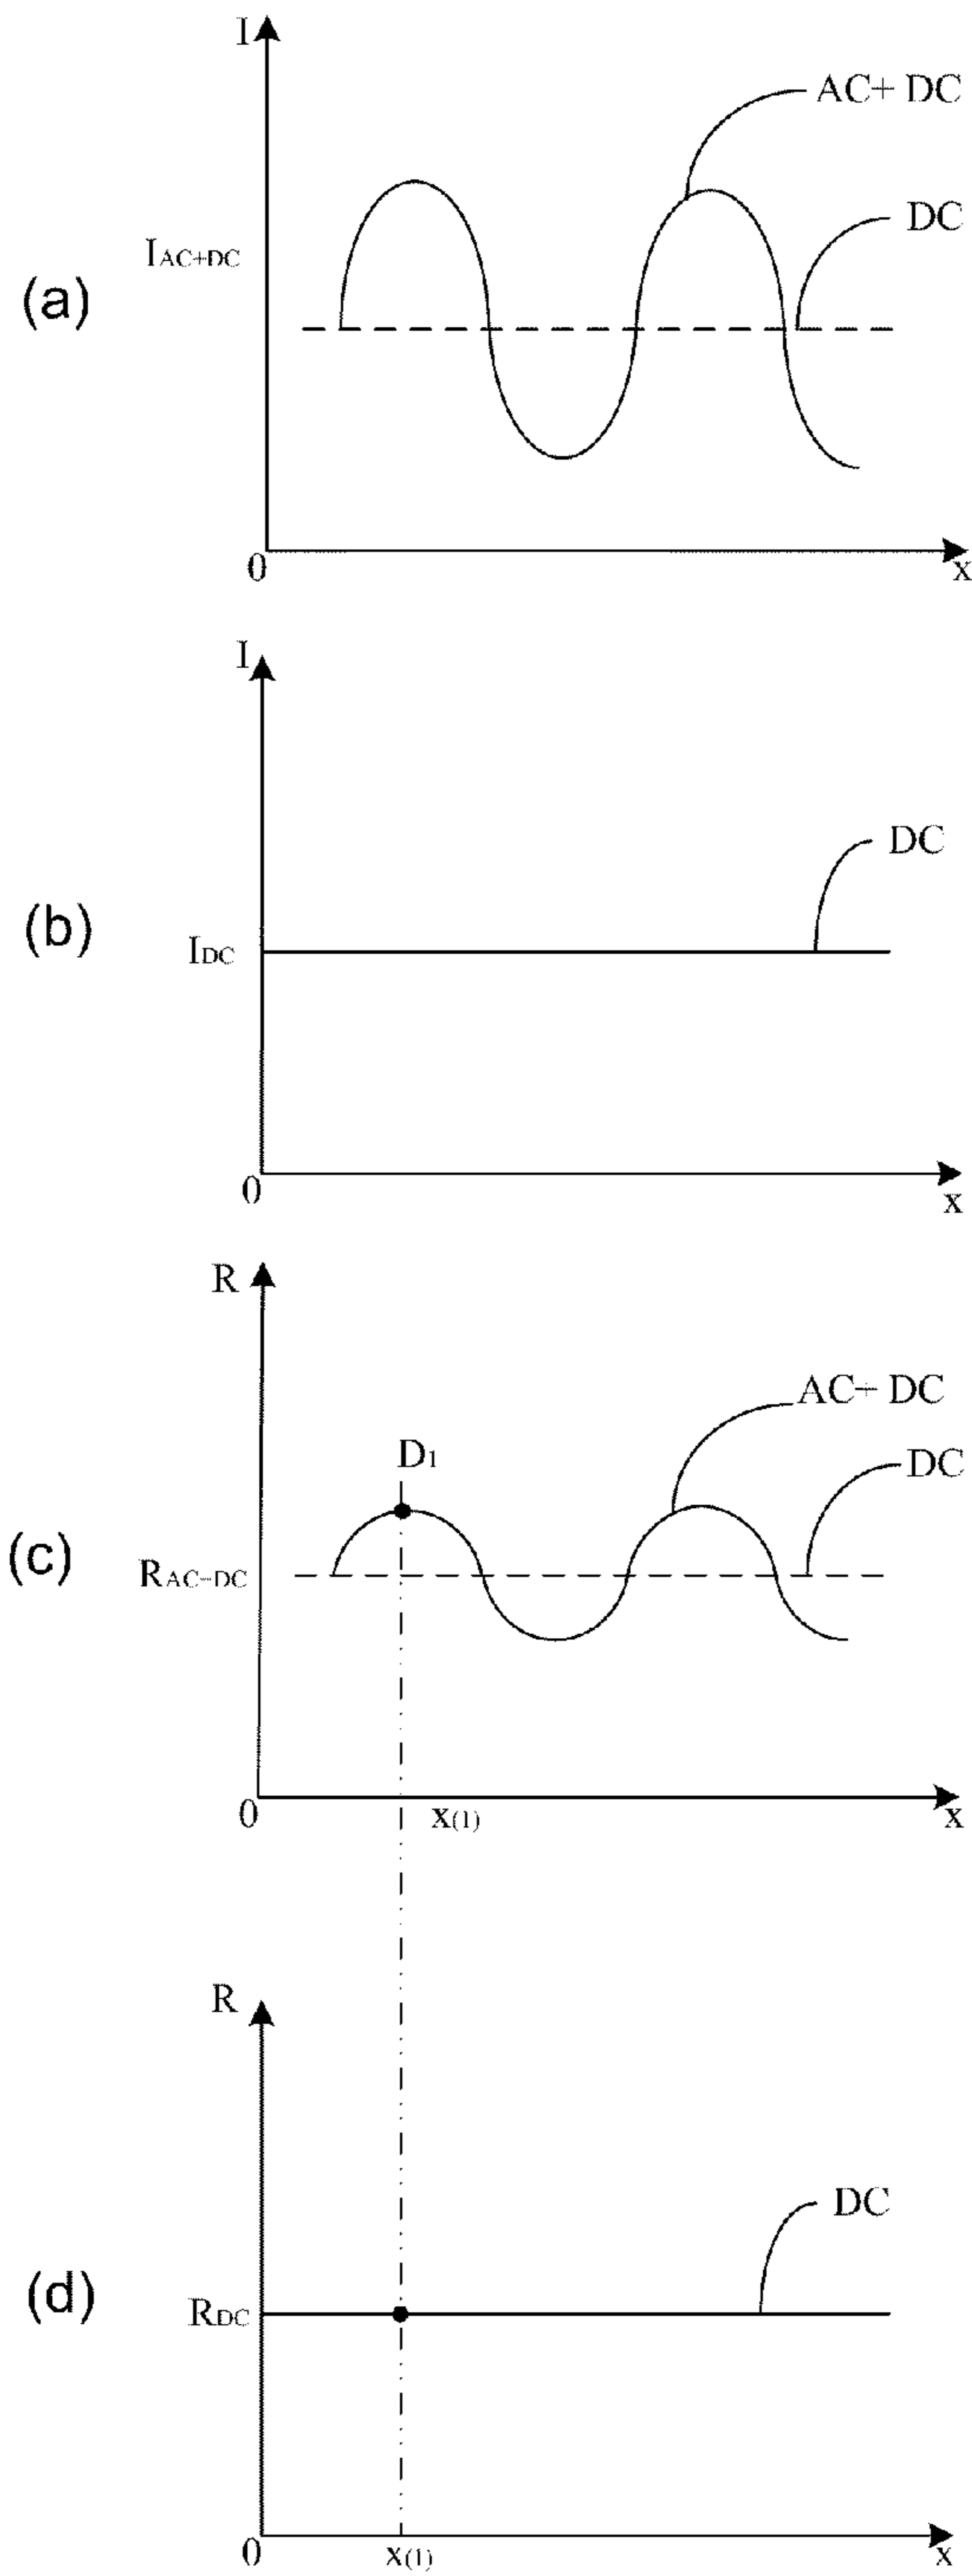 I
AC+ DC
DC
IAC+DC
(a)
0
x
I
DC
(b)
IDC
0
x
R
AC+ DC
D1
DC
(c)
RAC-DC
0
x(1)
x
R
DC
(d)
RDC
0
x(1)
x